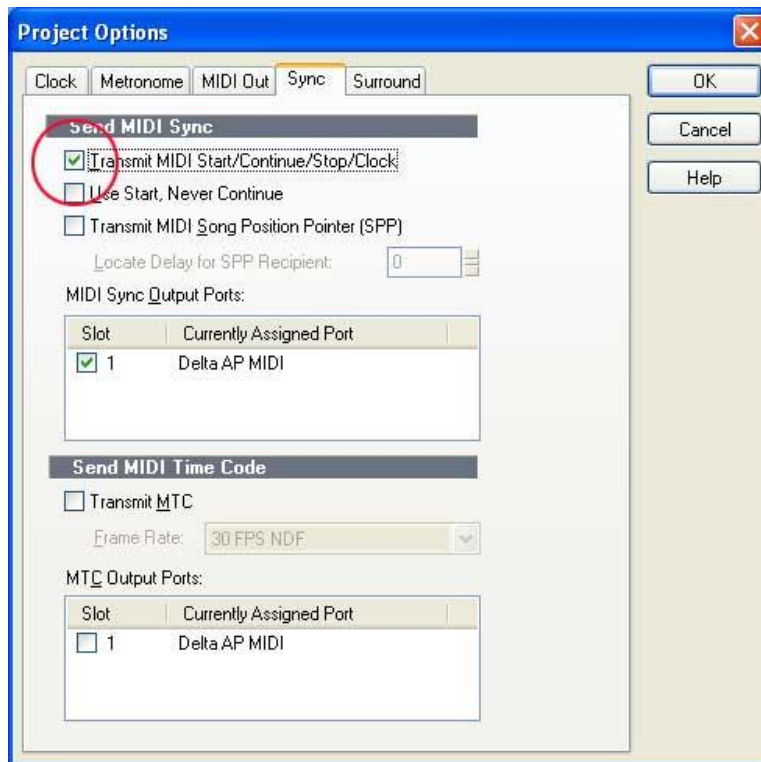 Project Options
Clock Metronome MIDI Out Sync Surround
OK
Cancel
Help
Send MIDI Sync
Transmit MIDI Start/Continue/Stop/Clock
Use Start, Never Continue
Transmit MIDI Song Position Pointer (SPP)
Locate Delay for SPP Recipient: 0
MIDI Sync Output Ports:
Slot Currently Assigned Port
1 Delta AP MIDI
Send MIDI Time Code
Transmit MTC
Frame Rate: 30 FPS NDF
MTC Output Ports:
Slot Currently Assigned Port
1 Delta AP MIDI